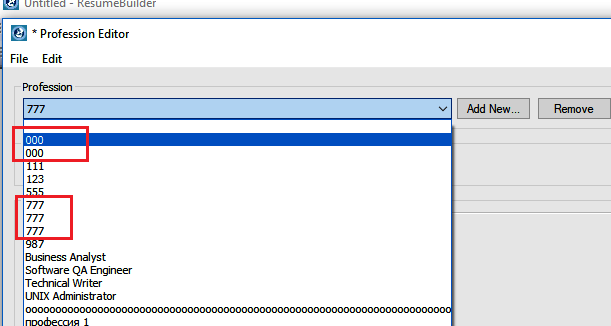 Untitled - ResumeBuilder
* Profession Editor
File Edit
Profession
777 Add New... Remove
000
000
111
123
555
777
777
777
987
Business Analyst
Software QA Engineer
Technical Writer
UNIX Administrator
профессия 1